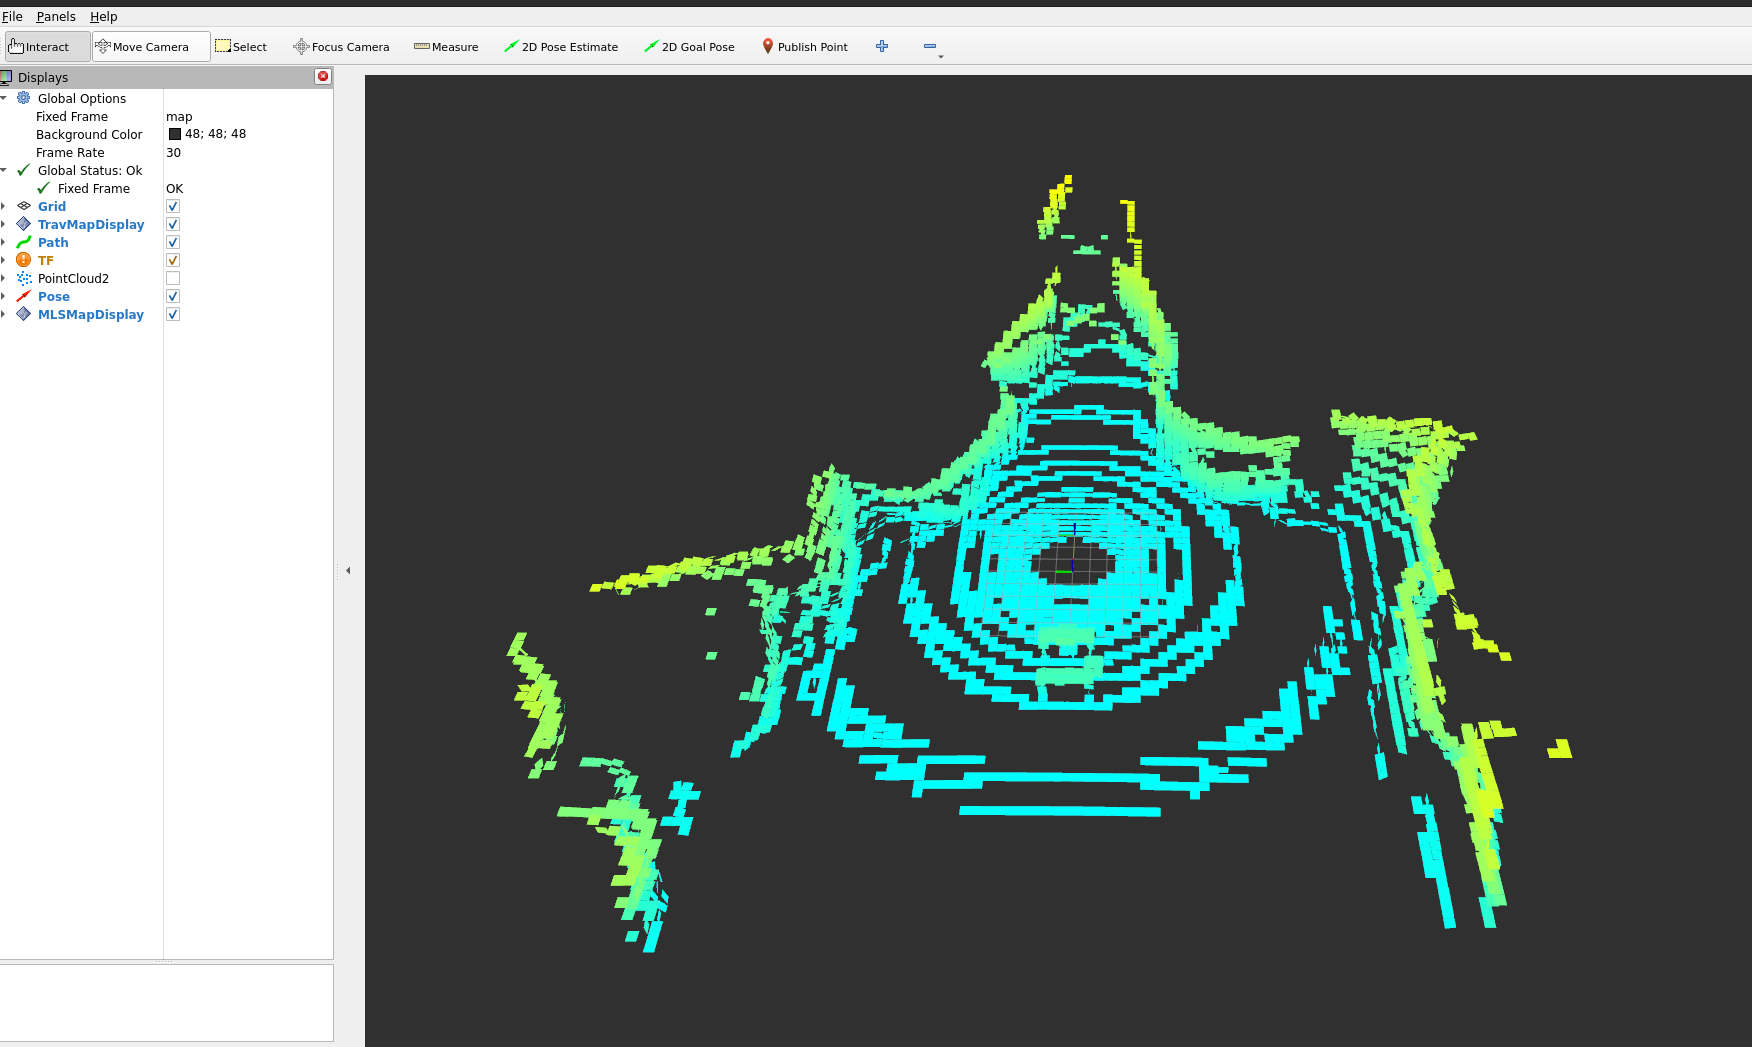 File Panels Help
Interact Move Camera Select Focus Camera Measure 2D Pose Estimate 2D Goal Pose Publish Point
Displays
Global Options
Fixed Frame map
Background Color 48; 48; 48
Frame Rate 30
Global Status: Ok
Fixed Frame OK
Grid
TravMapDisplay
Path
TF
PointCloud2
Pose
MLSMapDisplay